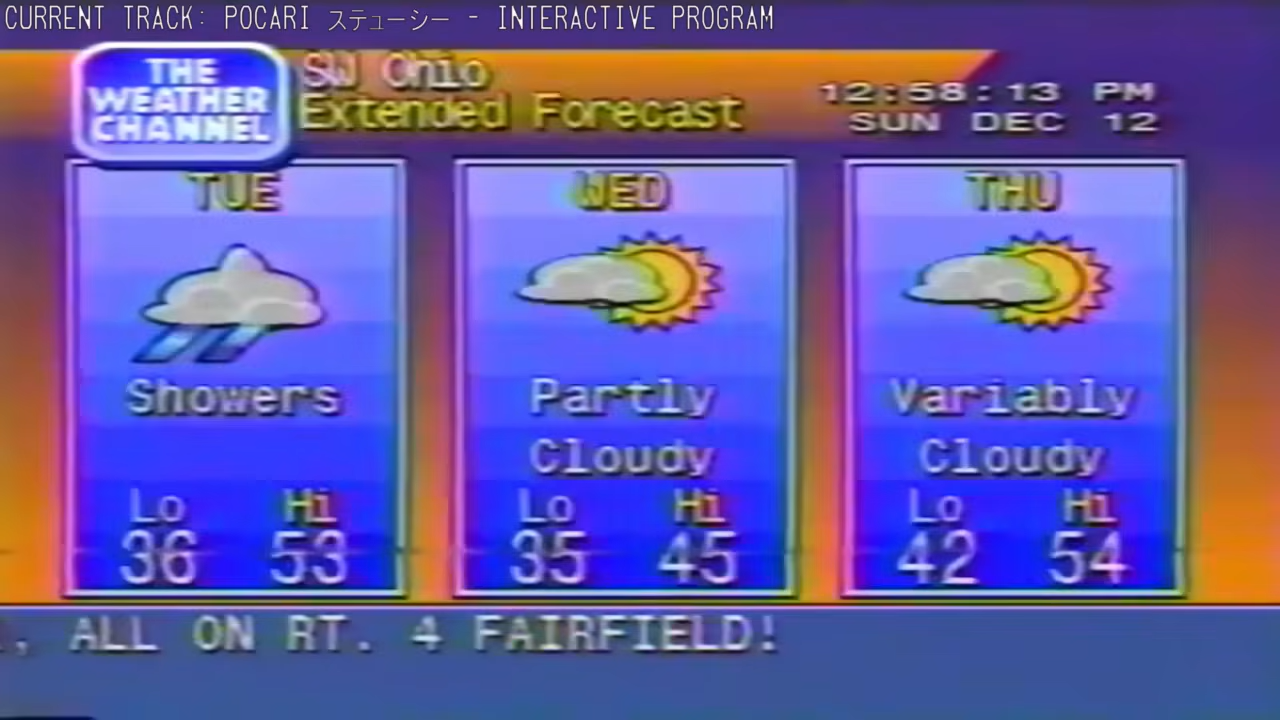 CURRENT TRACK: POCARI ステューシー - INTERACTIVE PROGRAM
THE
WEATHER
CHANNEL
SW Ohio
Extended Forecast
12:58:13 PM
SUN DEC 12
TUE
Showers
Lo Hi
36 53
WED
Partly
Cloudy
Lo Hi
35 45
THU
Variably
Cloudy
Lo Hi
42 54
, ALL ON RT. 4 FAIRFIELD!